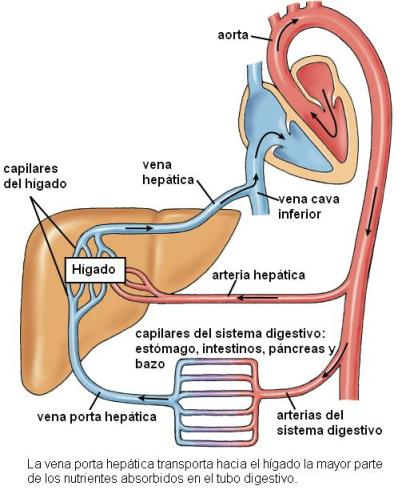 aorta
capilares
del hígado
vena
hepática
vena cava
inferior
Hígado
arteria hepática
capilares del sistema digestivo:
estómago, intestinos, páncreas y
bazo
vena porta hepática
arterias del
sistema digestivo
La vena porta hepática transporta hacia el hígado la mayor parte
de los nutrientes absorbidos en el tubo digestivo.